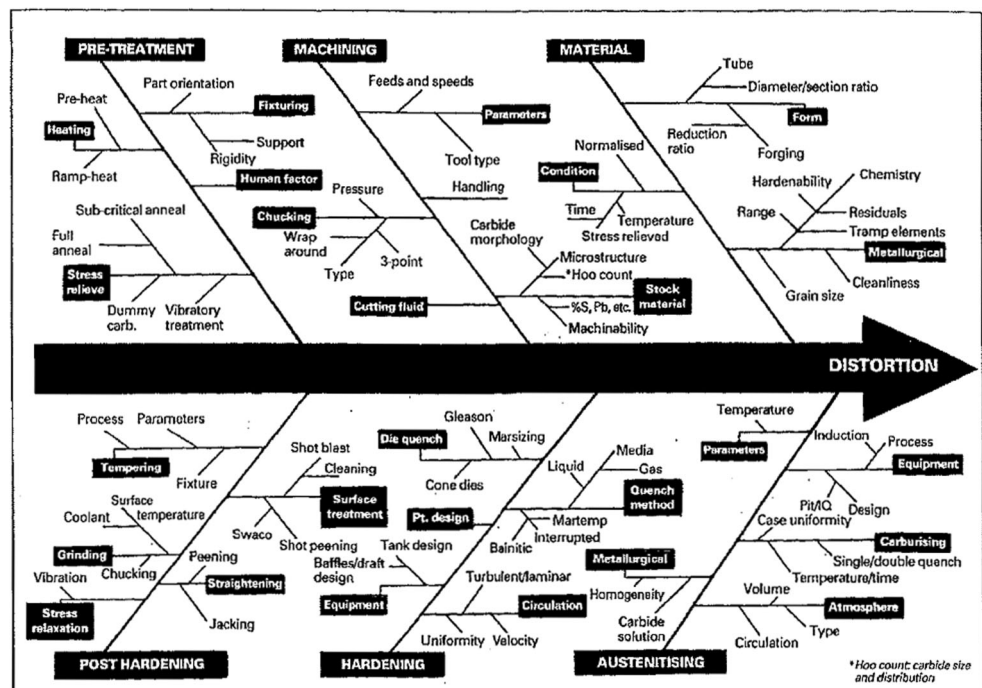 PRE-TREATMENT
Part orientation
Pre-heat
Fixturing
Heating
Support
Rigidity
Ramp-heat
Human factor
Sub-critical anneal
Full
anneal
Stress
relieve
Dummy
carb.
Vibratory
treatment
MACHINING
Feeds and speeds
Parameters
Tool type
Handling
Pressure
Chucking
Wrap
around
Type
3-point
Cutting fluid
Carbide
morphology
Microstructure
*Hoo count
Stock
material
%S, Pb, etc.
Machinability
MATERIAL
Tube
Diameter/section ratio
Form
Reduction
ratio
Forging
Normalised
Condition
Time
Temperature
Stress relieved
Chemistry
Hardenability
Range
Residuals
Tramp elements
Metallurgical
Cleanliness
Grain size
DISTORTION
Process
Parameters
Tempering
Fixture
Shot blast
Cleaning
Surface
treatment
Swaco
Shot peening
Surface
temperature
Coolant
Grinding
Chucking
Peening
Straightening
Vibration
Stress
relaxation
Jacking
POST HARDENING
Gleason
Die quench
Marsizing
Cone dies
Media
Liquid
Gas
Quench
method
Pt. design
Martemp
Interrupted
Bainitic
Tank design
Baffles/draft
design
Equipment
Turbulent/laminar
Circulation
Uniformity
Velocity
HARDENING
Temperature
Parameters
Induction
Process
Equipment
Pit/IQ
Design
Case uniformity
Carburising
Single/double quench
Temperature/time
Metallurgical
Homogeneity
Carbide
solution
Volume
Atmosphere
Type
Circulation
AUSTENITISING
*Hoo count: carbide size
and distribution